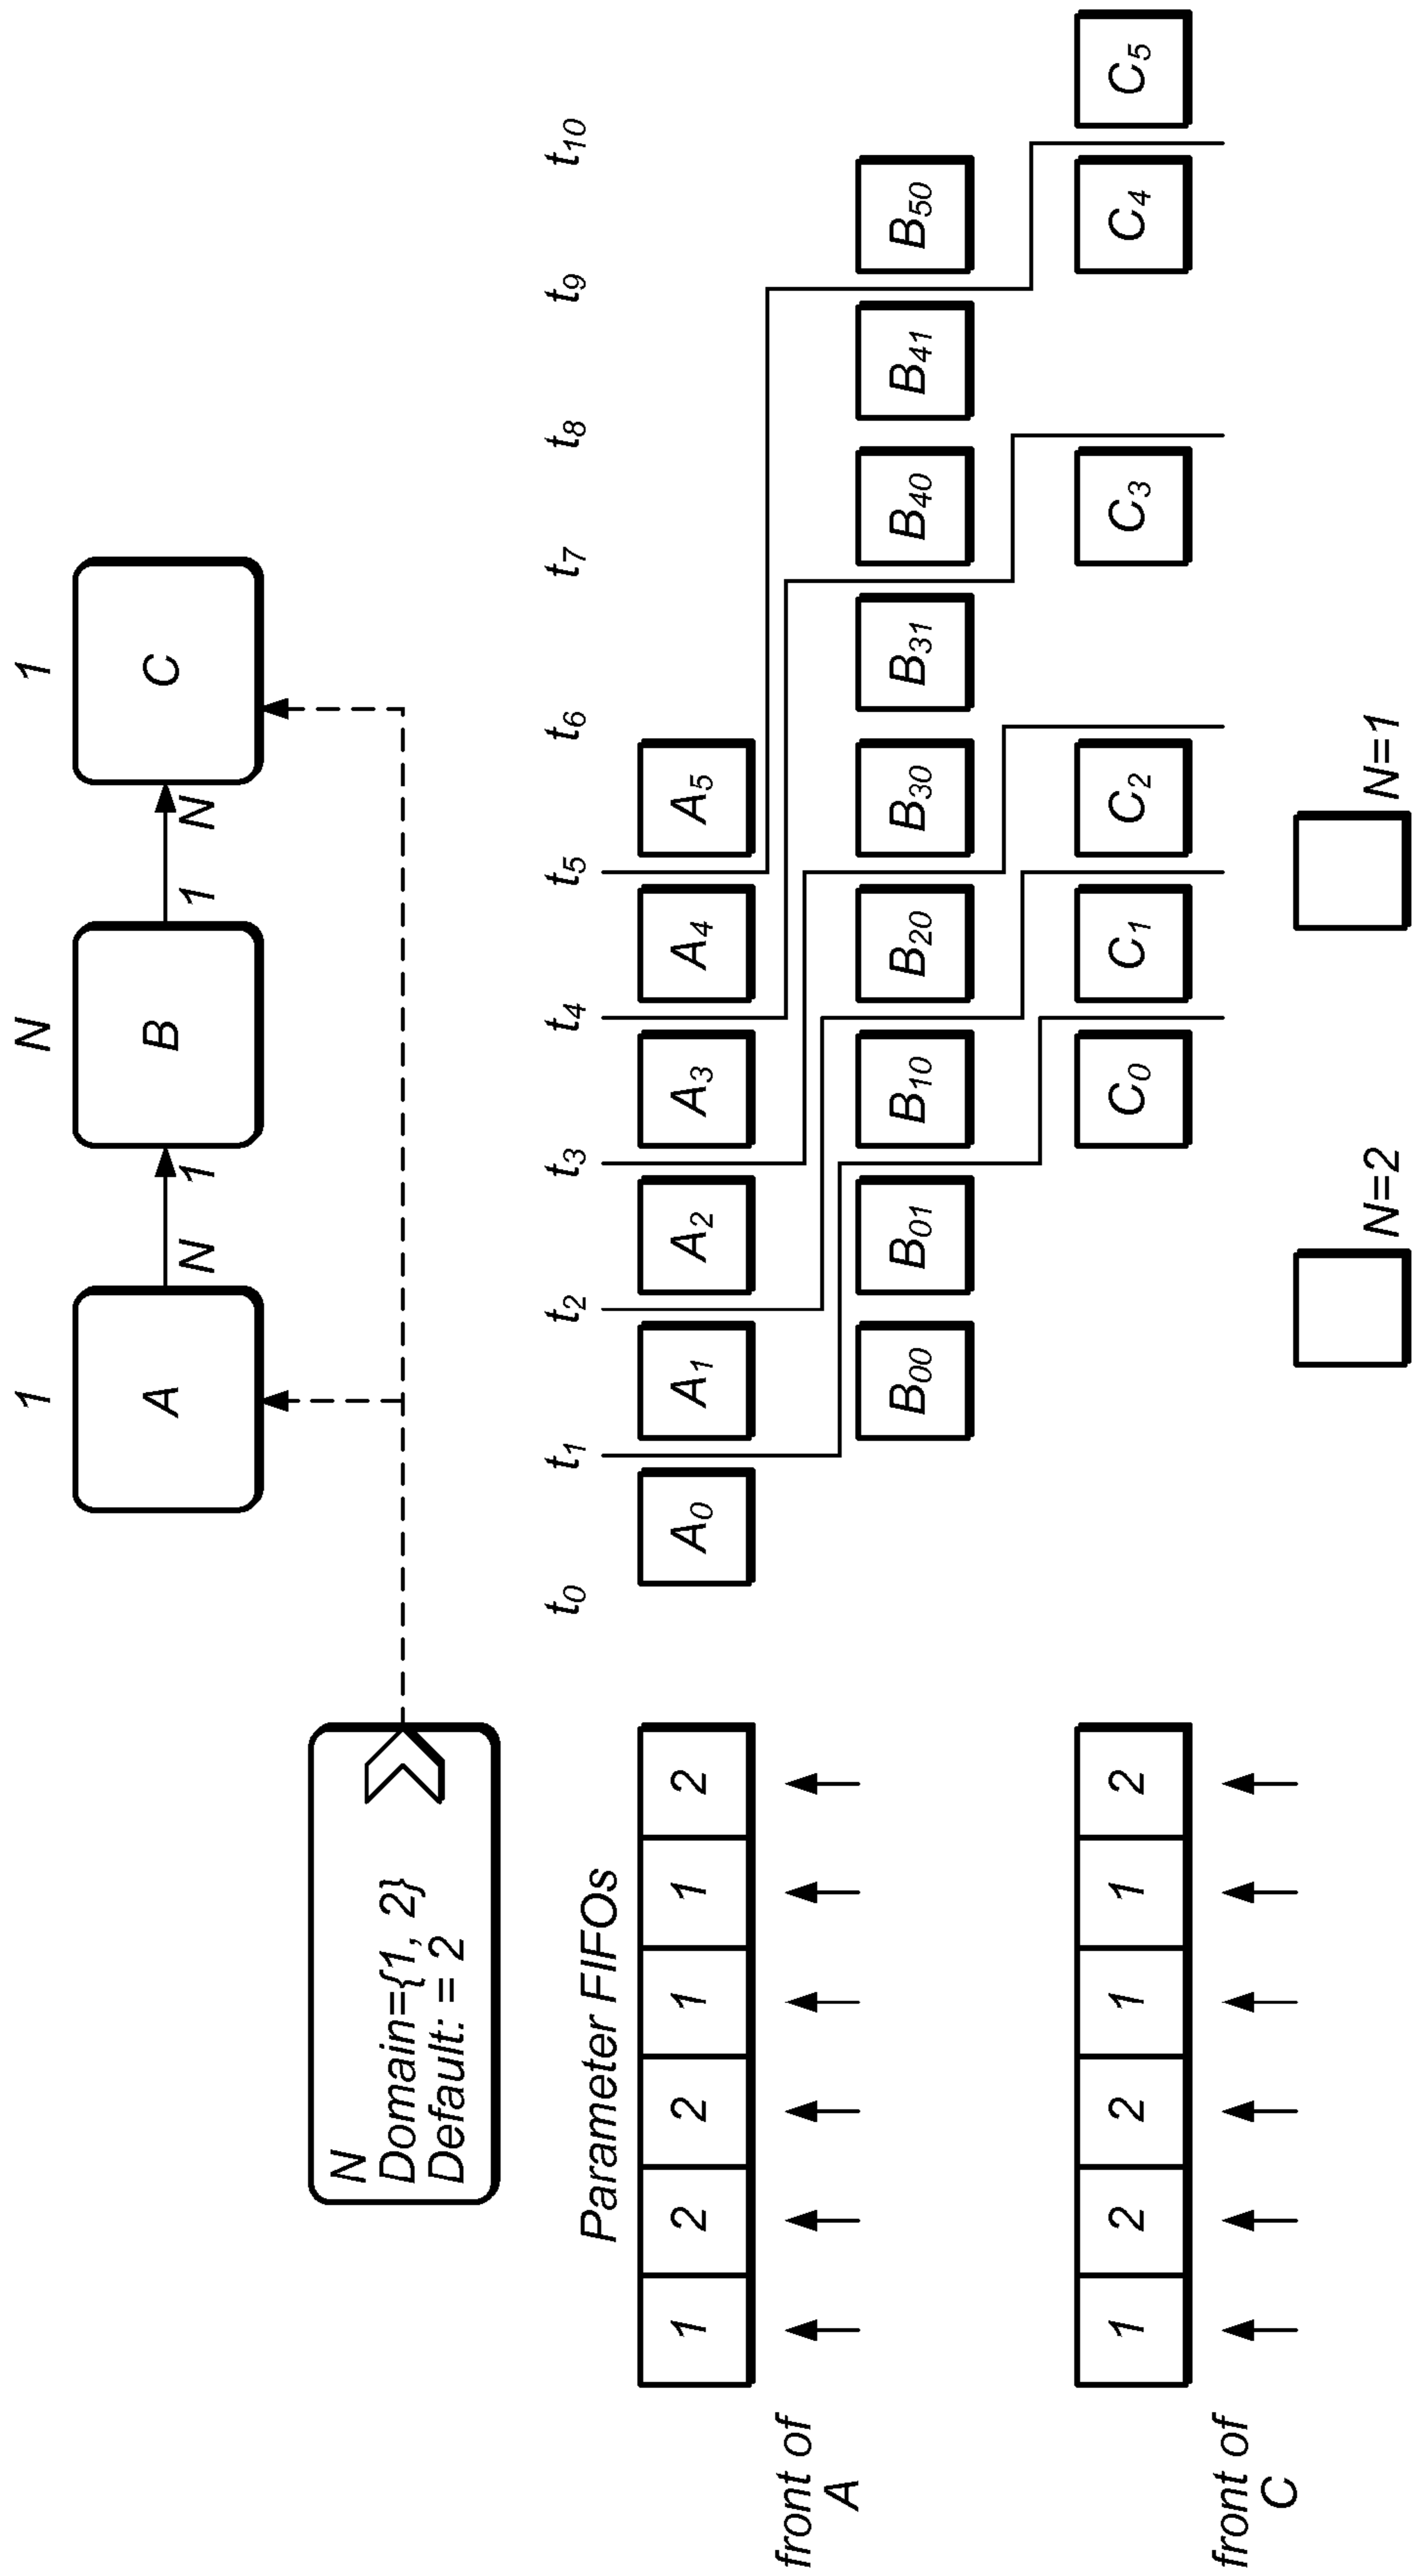 1
N
1
A
B
C
N
1
1
N
N
Domain={1, 2}
Default: = 2
Parameter FIFOs
t0 t1 t2 t3 t4 t5 t6 t7 t8 t9 t10
1 2 2 1 1 2
A0 A1 A2 A3 A4 A5
front of
A
B00 B01 B10 B20 B30 B31 B40 B41 B50
1 2 2 1 1 2
C0 C1 C2 C3 C4 C5
front of
C
N=2
N=1